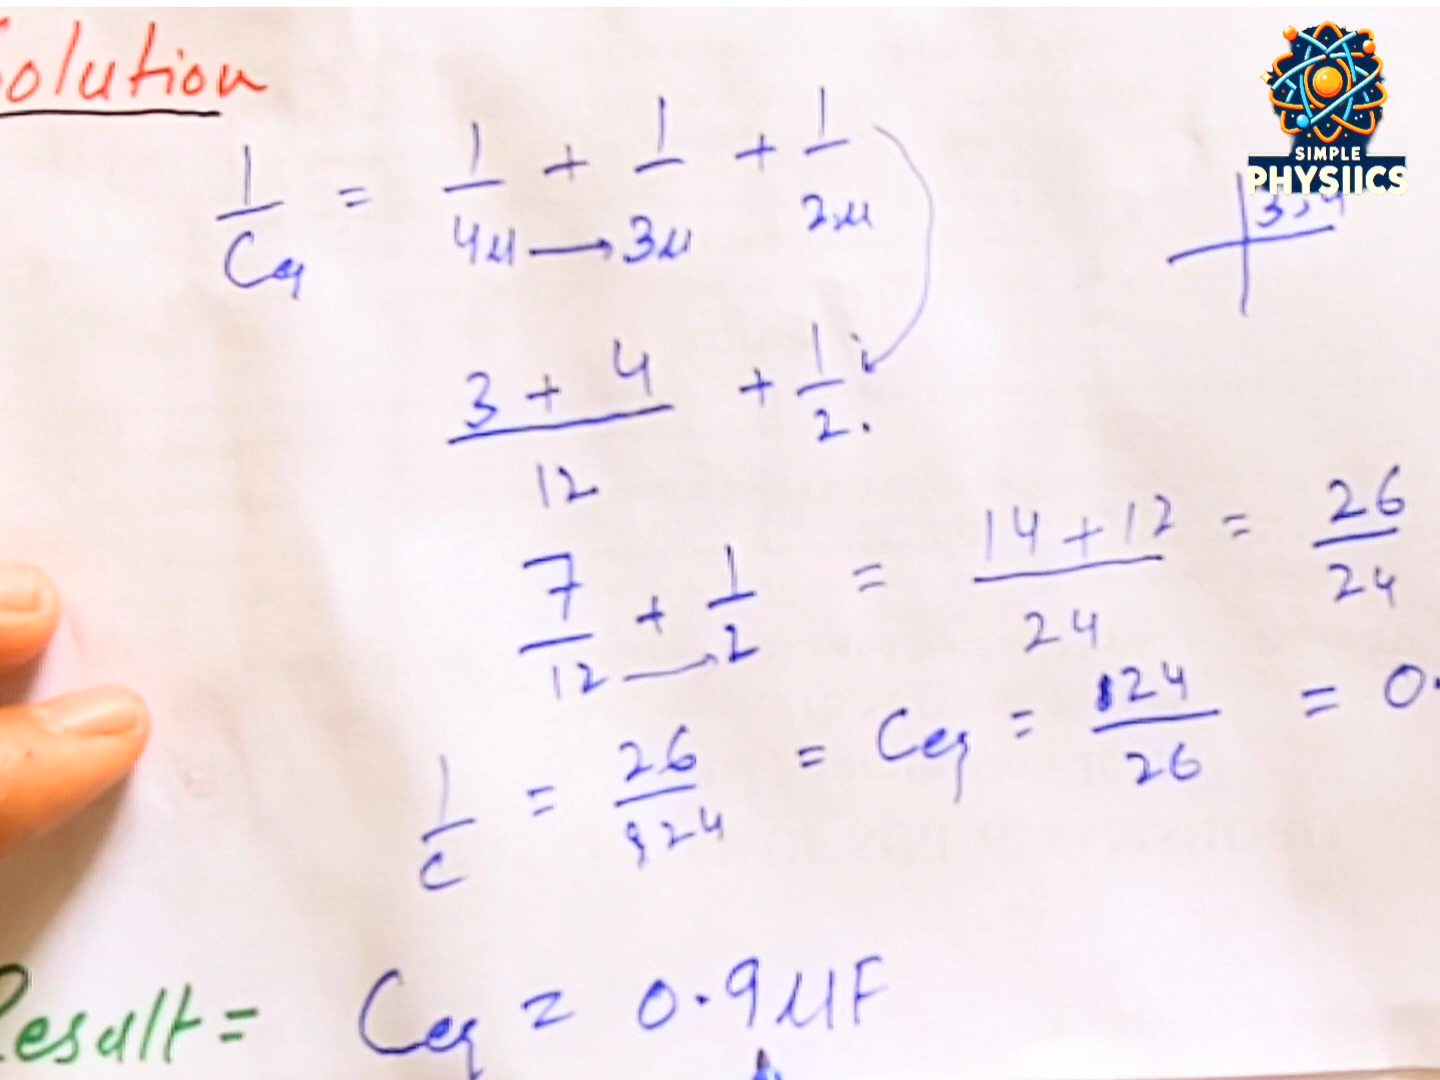 Solution
SIMPLE
PHYSIICS
1/Ceq = 1/4μ + 1/3μ + 1/2μ
3 + 4/12 + 1/2
7/12 + 1/2 = 14 + 12/24 = 26/24
1/C = 26/24 = Ceq = 24/26 = 0.
Result = Ceq = 0.9μF